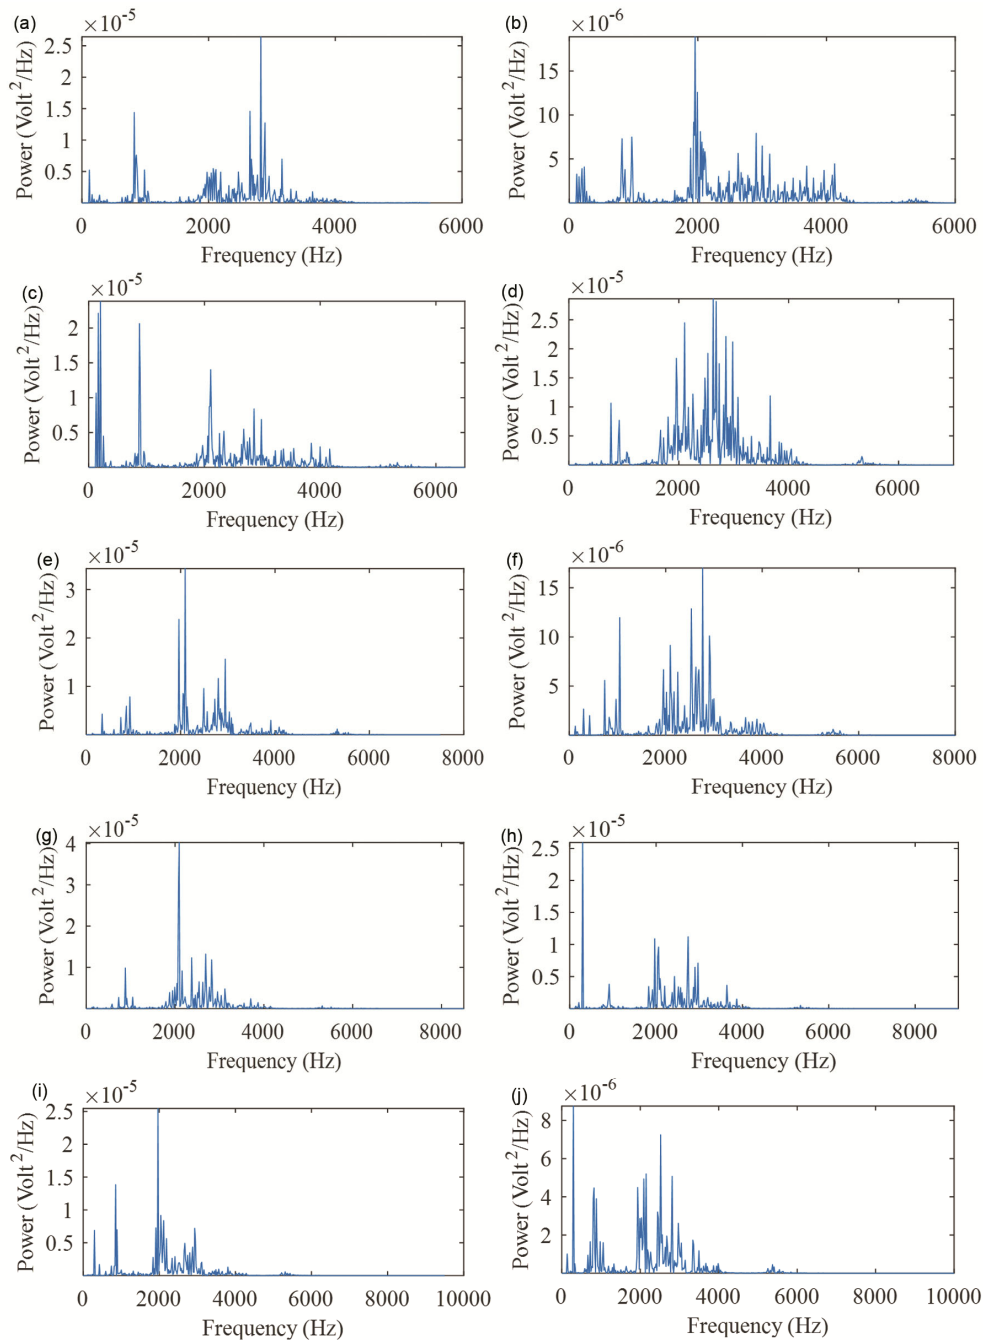 (a) ×10⁻⁵
2.5
2
1.5
1
0.5
Power (Volt²/Hz)
0 2000 4000 6000
Frequency (Hz)
(b) ×10⁻⁶
15
10
5
Power (Volt²/Hz)
0 2000 4000 6000
Frequency (Hz)
(c) ×10⁻⁵
2
1.5
1
0.5
Power (Volt²/Hz)
0 2000 4000 6000
Frequency (Hz)
(d) ×10⁻⁵
2.5
2
1.5
1
0.5
Power (Volt²/Hz)
0 2000 4000 6000
Frequency (Hz)
(e) ×10⁻⁵
3
2
1
Power (Volt²/Hz)
0 2000 4000 6000 8000
Frequency (Hz)
(f) ×10⁻⁶
15
10
5
Power (Volt²/Hz)
0 2000 4000 6000 8000
Frequency (Hz)
(g) ×10⁻⁵
4
3
2
1
Power (Volt²/Hz)
0 2000 4000 6000 8000
Frequency (Hz)
(h) ×10⁻⁵
2.5
2
1.5
1
0.5
Power (Volt²/Hz)
0 2000 4000 6000 8000
Frequency (Hz)
(i) ×10⁻⁵
2.5
1.5
1
0.5
Power (Volt²/Hz)
0 2000 4000 6000 8000 10000
Frequency (Hz)
(j) ×10⁻⁶
8
6
4
2
Power (Volt²/Hz)
0 2000 4000 6000 8000 10000
Frequency (Hz)